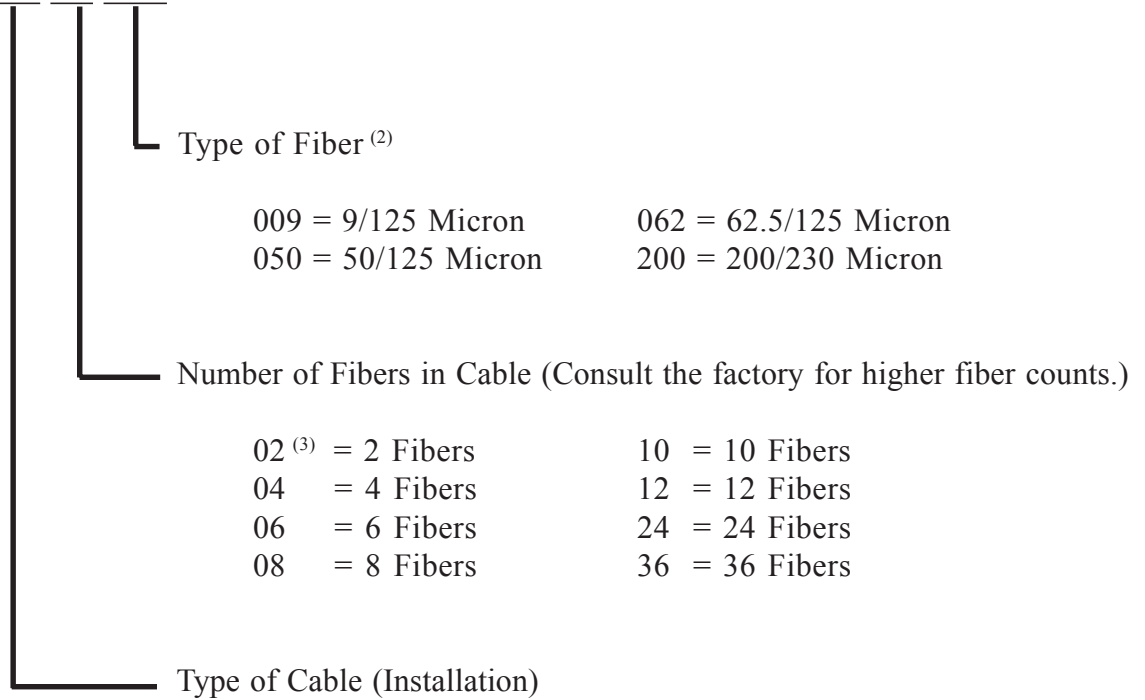 Type of Fiber (2)
009 = 9/125 Micron 062 = 62.5/125 Micron
050 = 50/125 Micron 200 = 200/230 Micron
Number of Fibers in Cable (Consult the factory for higher fiber counts.)
02 (3) = 2 Fibers 10 = 10 Fibers
04 = 4 Fibers 12 = 12 Fibers
06 = 6 Fibers 24 = 24 Fibers
08 = 8 Fibers 36 = 36 Fibers
Type of Cable (Installation)